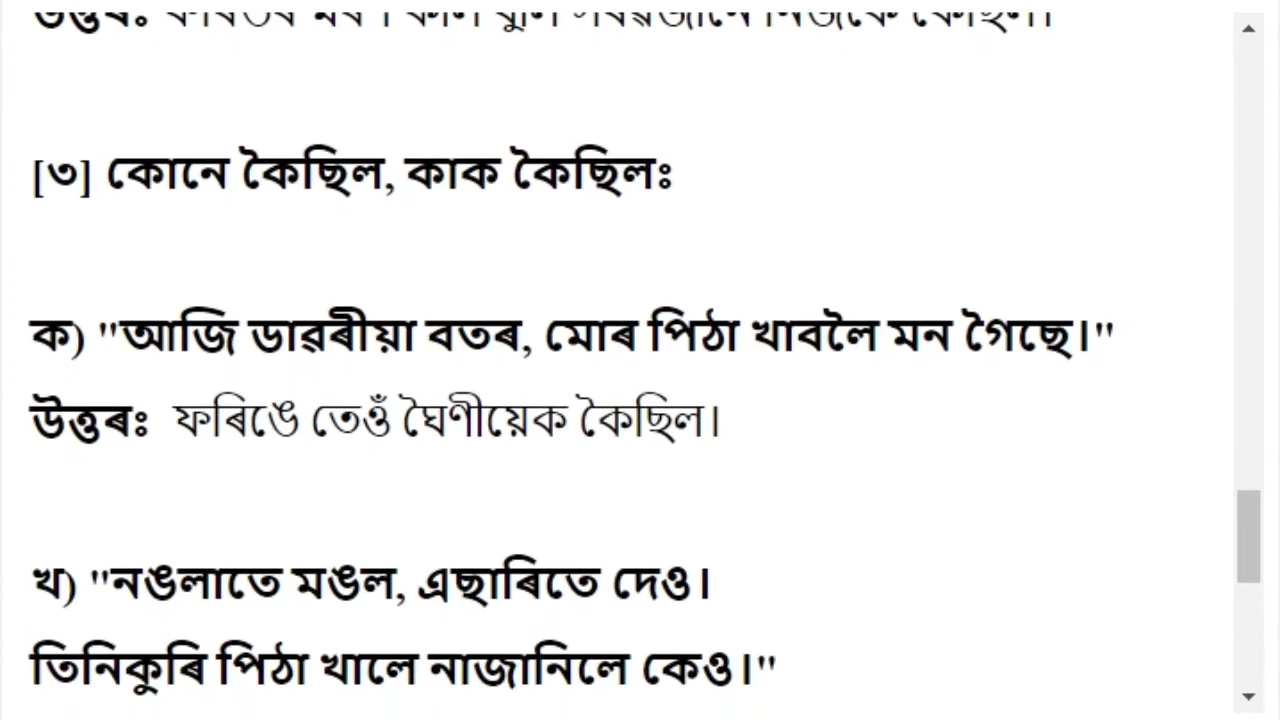 [৩] কোনে কৈছিল, কাক কৈছিলঃ
ক) "আজি ডাৱৰীয়া বতৰ, মোৰ পিঠা খাবলৈ মন গৈছে।"
উত্তৰঃ ফৰিঙে তেওঁ ঘৈণীয়েক কৈছিল।
খ) "নঙলাতে মঙল, এছাৰিতে দেও।
তিনিকুৰি পিঠা খালে নাজানিলে কেও।"